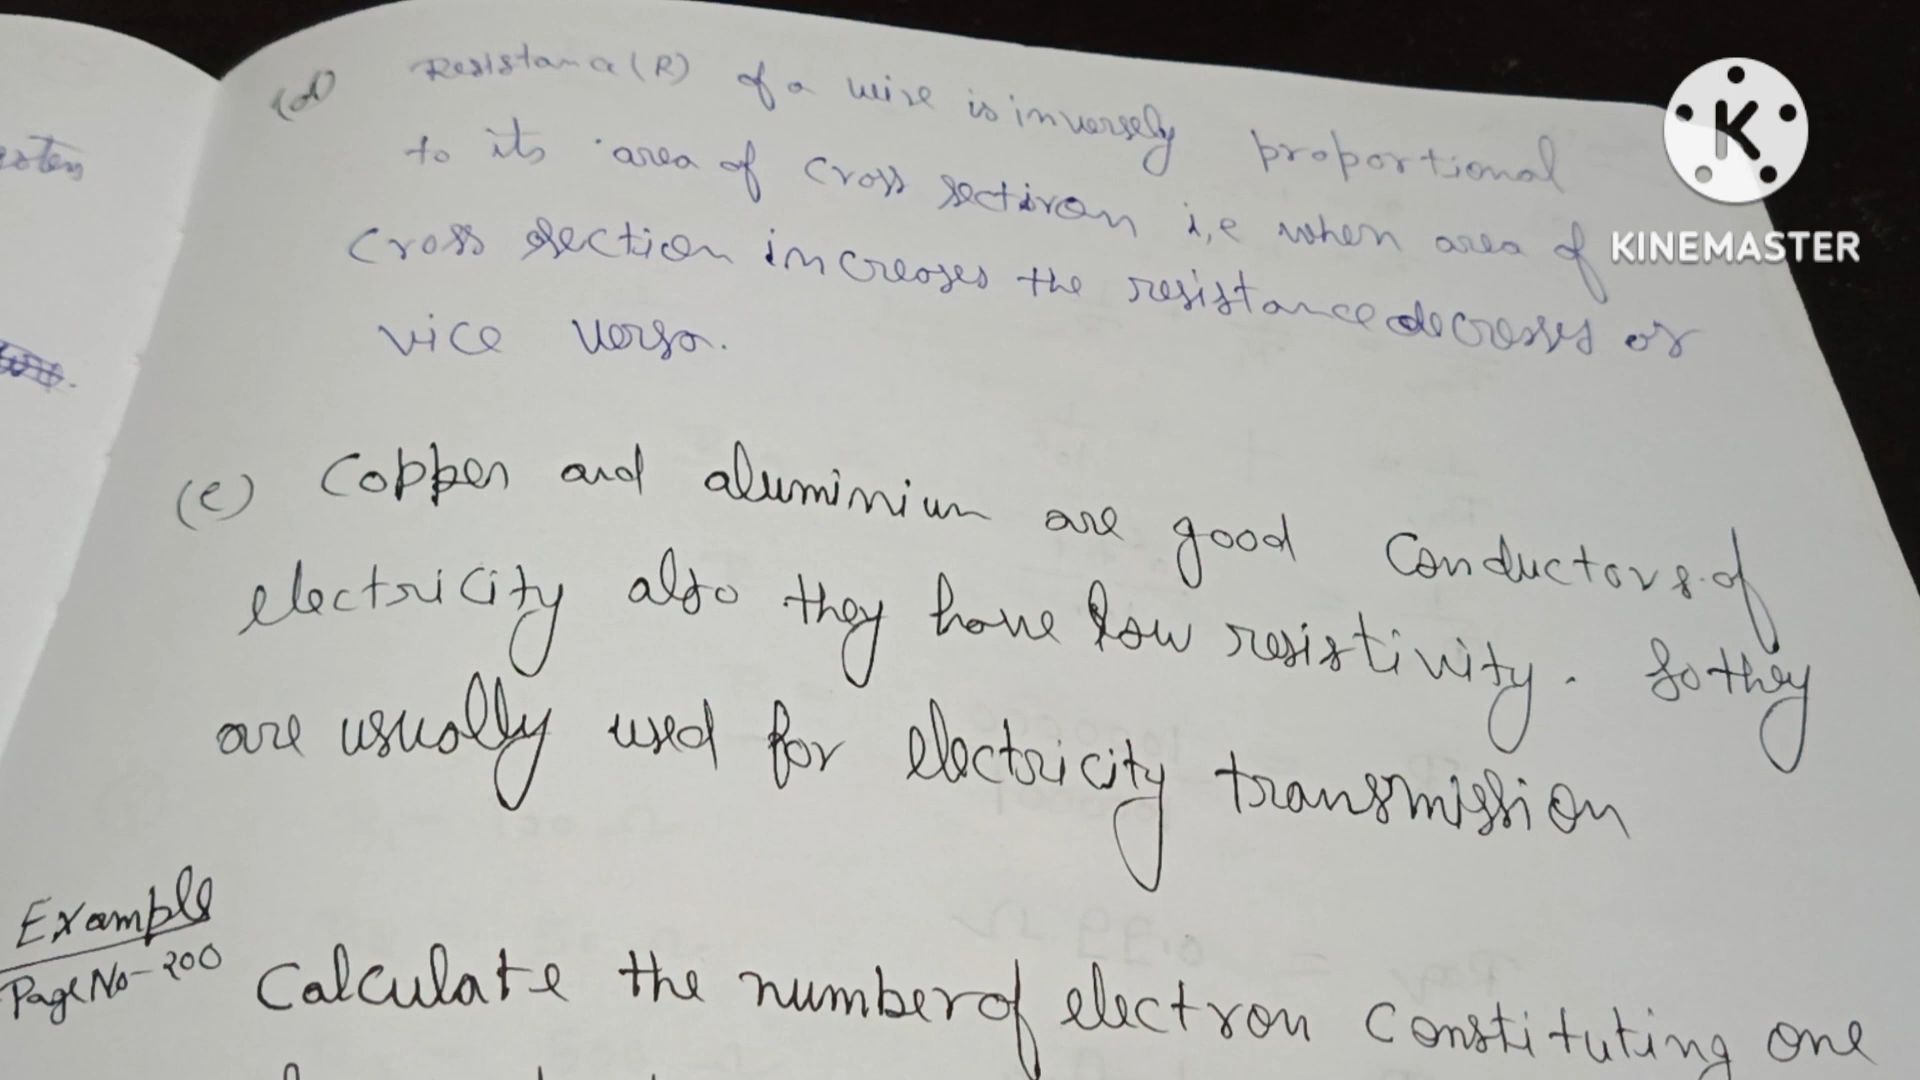 (d) Resistance (R) of a wire is inversely proportional
to its area of cross section i,e when area of
cross section increases the resistance decreases or
vice versa.
(e) Copper and aluminium are good conductors of
electricity also they have low resistivity. So they
are usually used for electricity transmission
Example
Page No-200
Calculate the number of electron constituting one
K
KINEMASTER